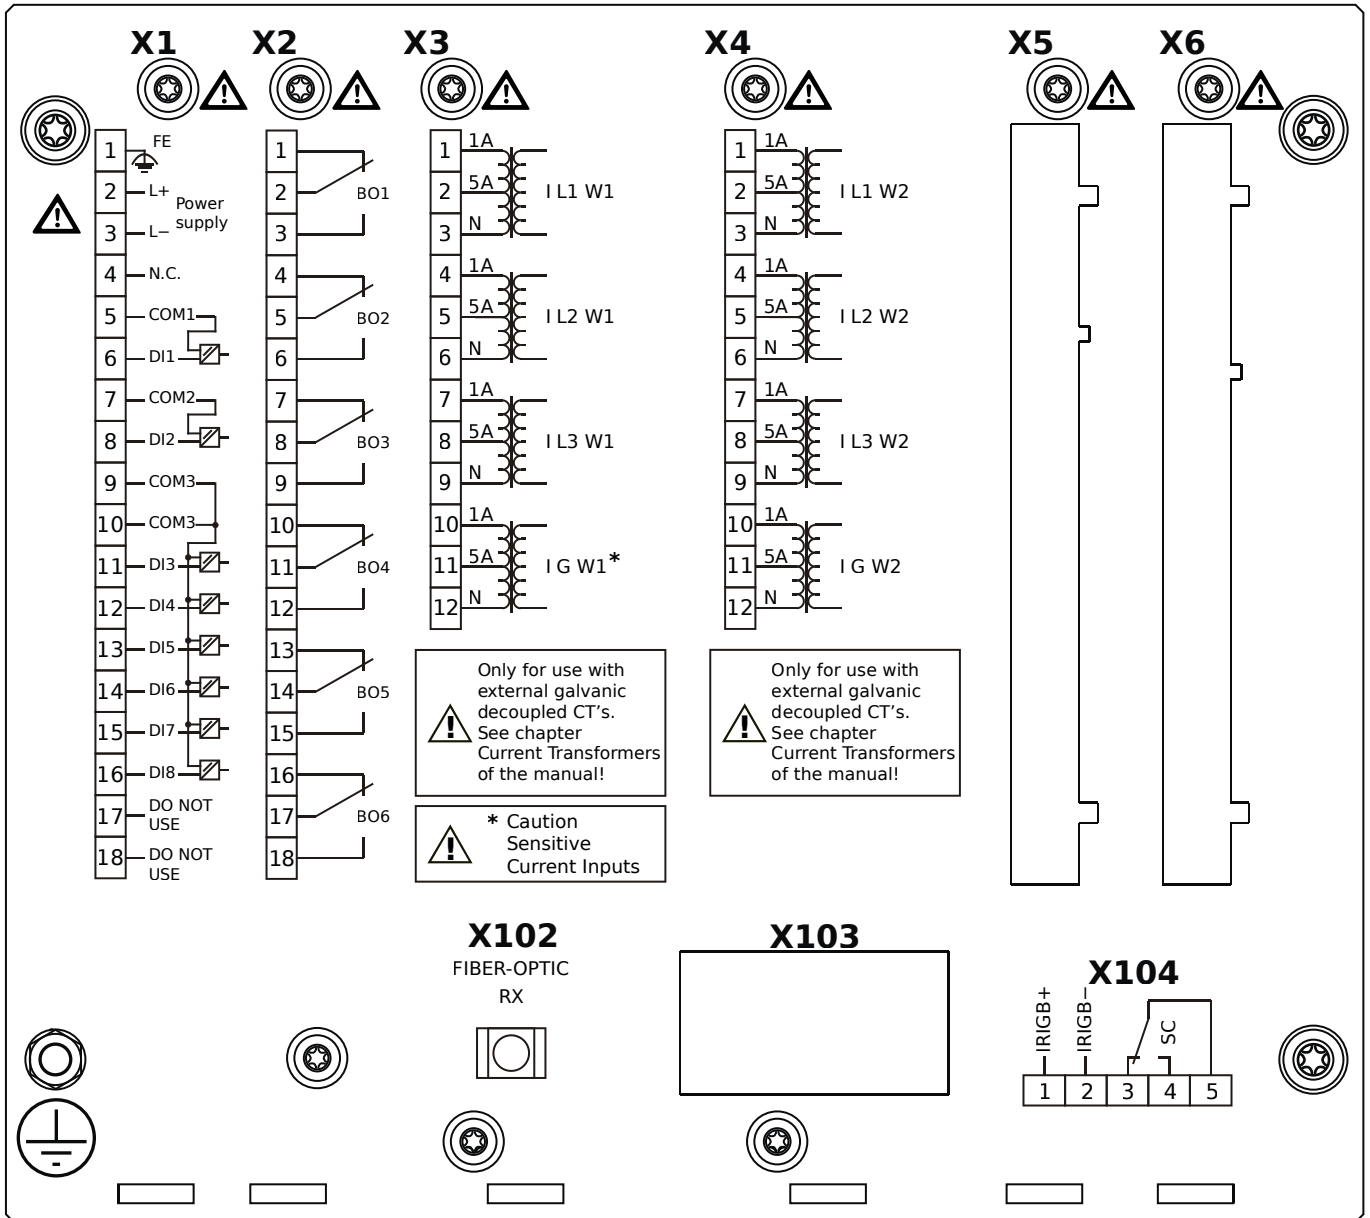 X1 X2 X3 X4 X5 X6
1 FE
2 L+
Power
supply
3 L−
4 N.C.
5 COM1
6 DI1
7 COM2
8 DI2
9 COM3
10 COM3
11 DI3
12 DI4
13 DI5
14 DI6
15 DI7
16 DI8
17 DO NOT
USE
18 DO NOT
USE
1
2 BO1
3
4
5 BO2
6
7
8 BO3
9
10
11 BO4
12
13
14 BO5
15
16
17 BO6
18
1 1A
2 5A I L1 W1
3 N
4 1A
5 5A I L2 W1
6 N
7 1A
8 5A I L3 W1
9 N
10 1A
11 5A I G W1*
12 N
Only for use with
external galvanic
decoupled CT's.
See chapter
Current Transformers
of the manual!
* Caution
Sensitive
Current Inputs
1 1A
2 5A I L1 W2
3 N
4 1A
5 5A I L2 W2
6 N
7 1A
8 5A I L3 W2
9 N
10 1A
11 5A I G W2
12 N
Only for use with
external galvanic
decoupled CT's.
See chapter
Current Transformers
of the manual!
X102
FIBER-OPTIC
RX
X103
X104
IRIGB+
IRIGB−
SC
1 2 3 4 5